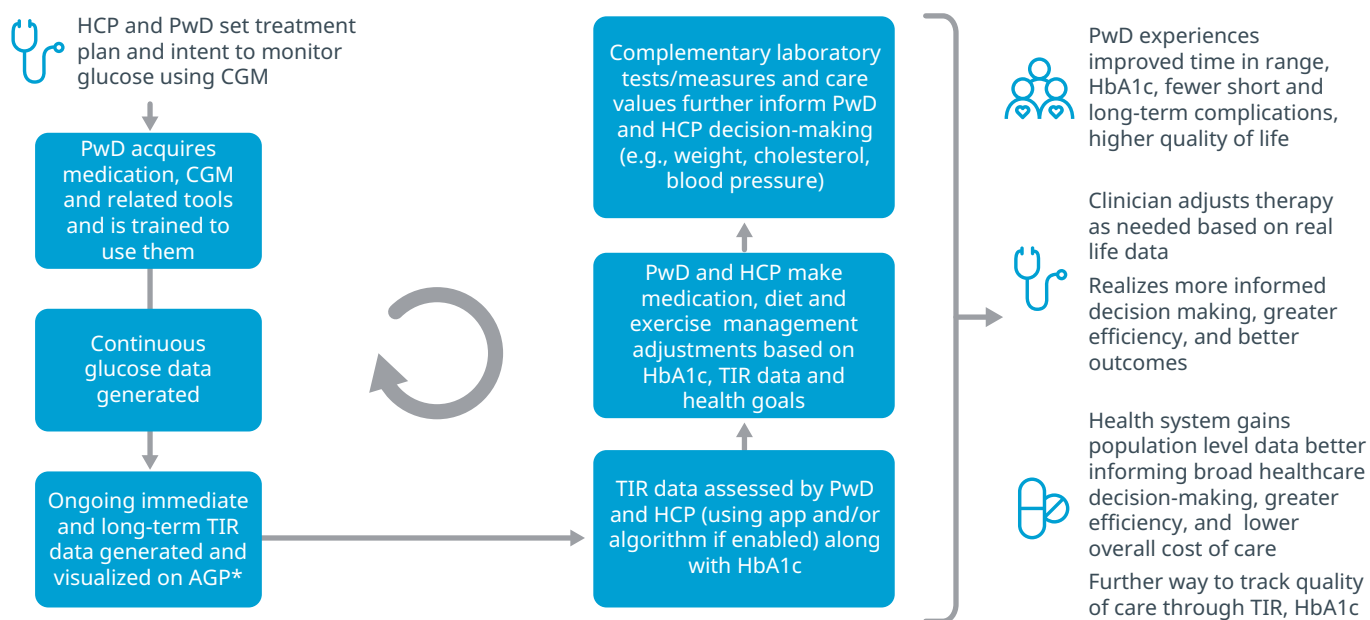 HCP and PwD set treatment
plan and intent to monitor
glucose using CGM
PwD acquires
medication, CGM
and related tools
and is trained to
use them
Continuous
glucose data
generated
Ongoing immediate
and long-term TIR
data generated and
visualized on AGP*
TIR data assessed by PwD
and HCP (using app and/or
algorithm if enabled) along
with HbA1c
PwD and HCP make
medication, diet and
exercise management
adjustments based on
HbA1c, TIR data and
health goals
Complementary laboratory
tests/measures and care
values further inform PwD
and HCP decision-making
(e.g., weight, cholesterol,
blood pressure)
PwD experiences
improved time in range,
HbA1c, fewer short and
long-term complications,
higher quality of life
Clinician adjusts therapy
as needed based on real
life data
Realizes more informed
decision making, greater
efficiency, and better
outcomes
Health system gains
population level data better
informing broad healthcare
decision-making, greater
efficiency, and lower
overall cost of care
Further way to track quality
of care through TIR, HbA1c